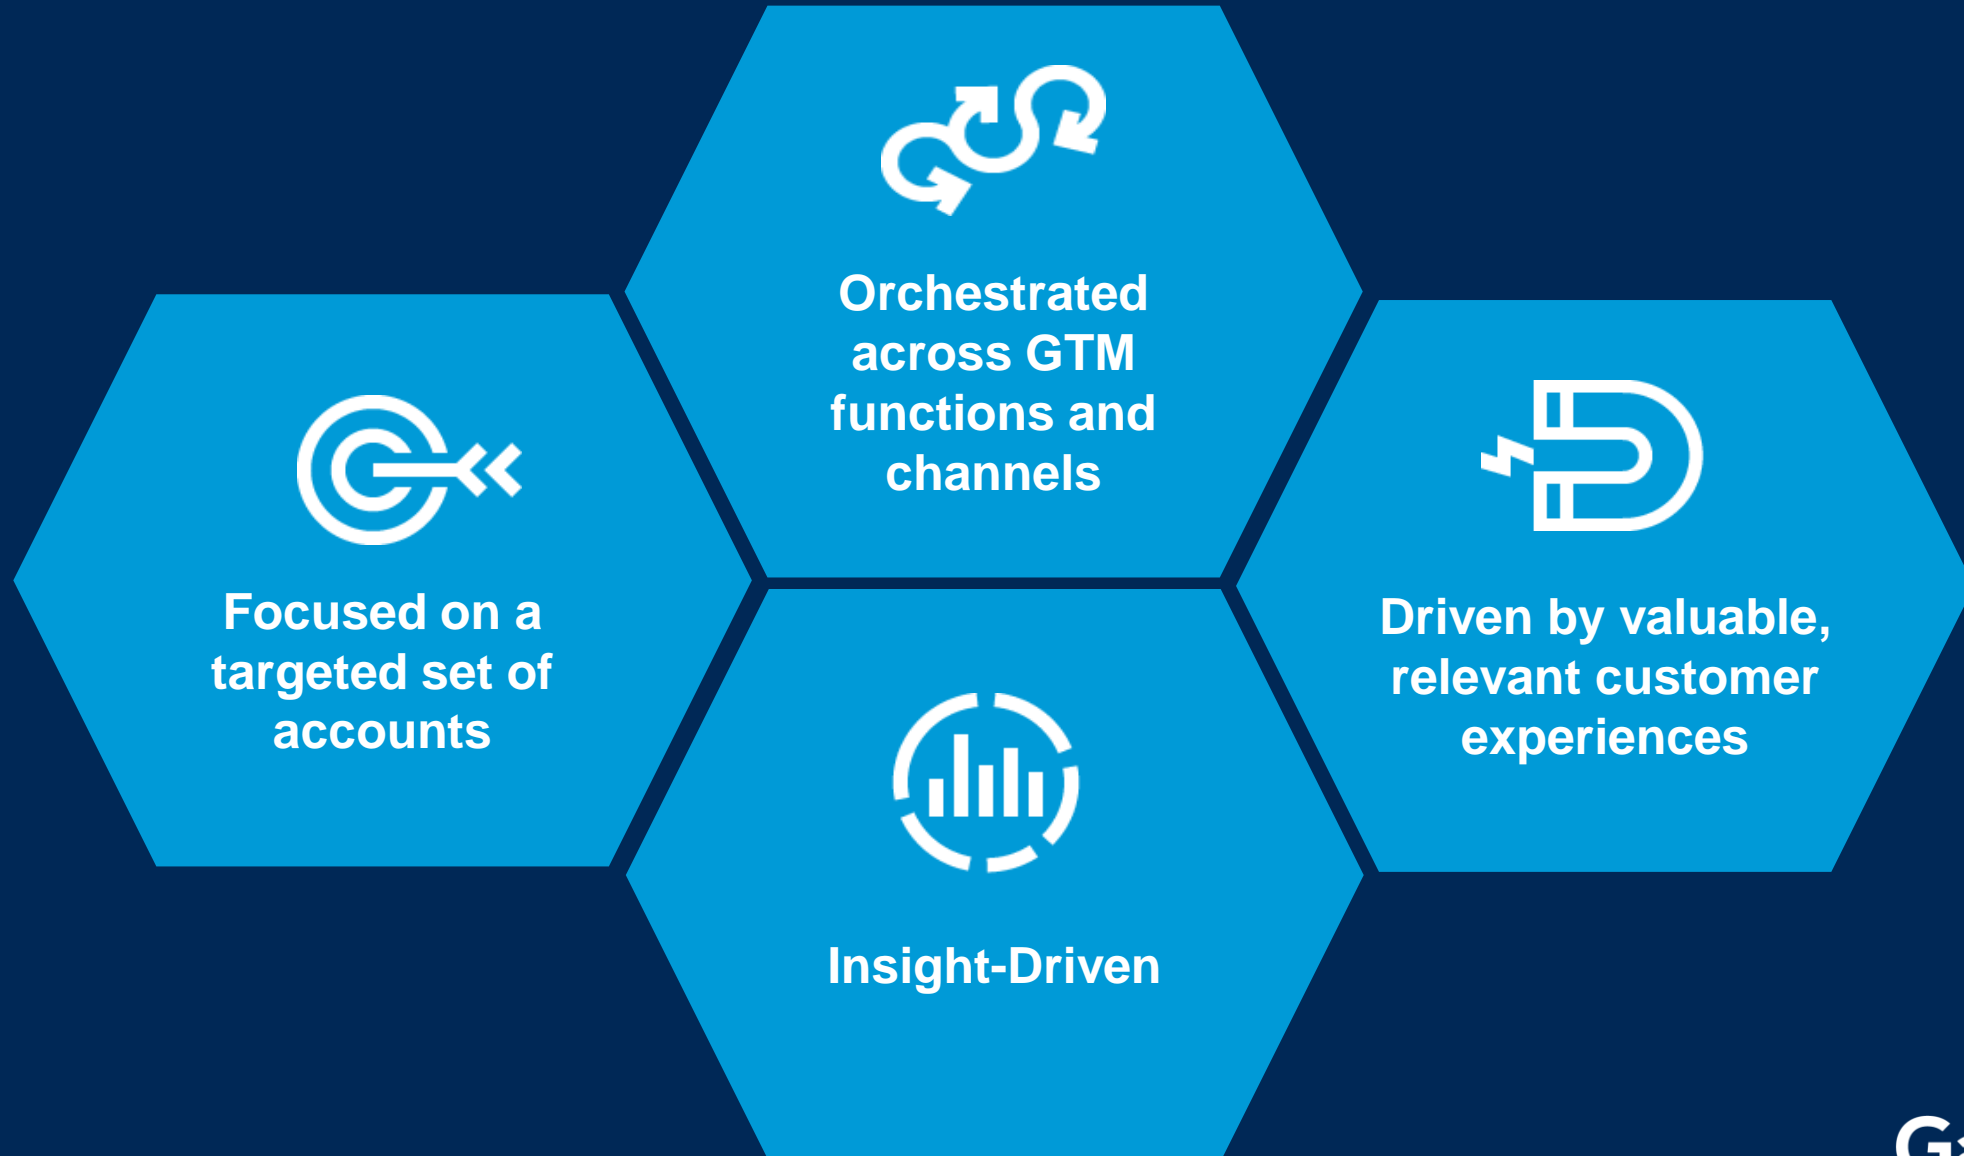 Orchestrated
across GTM
functions and
channels
Focused on a
targeted set of
accounts
Driven by valuable,
relevant customer
experiences
Insight-Driven